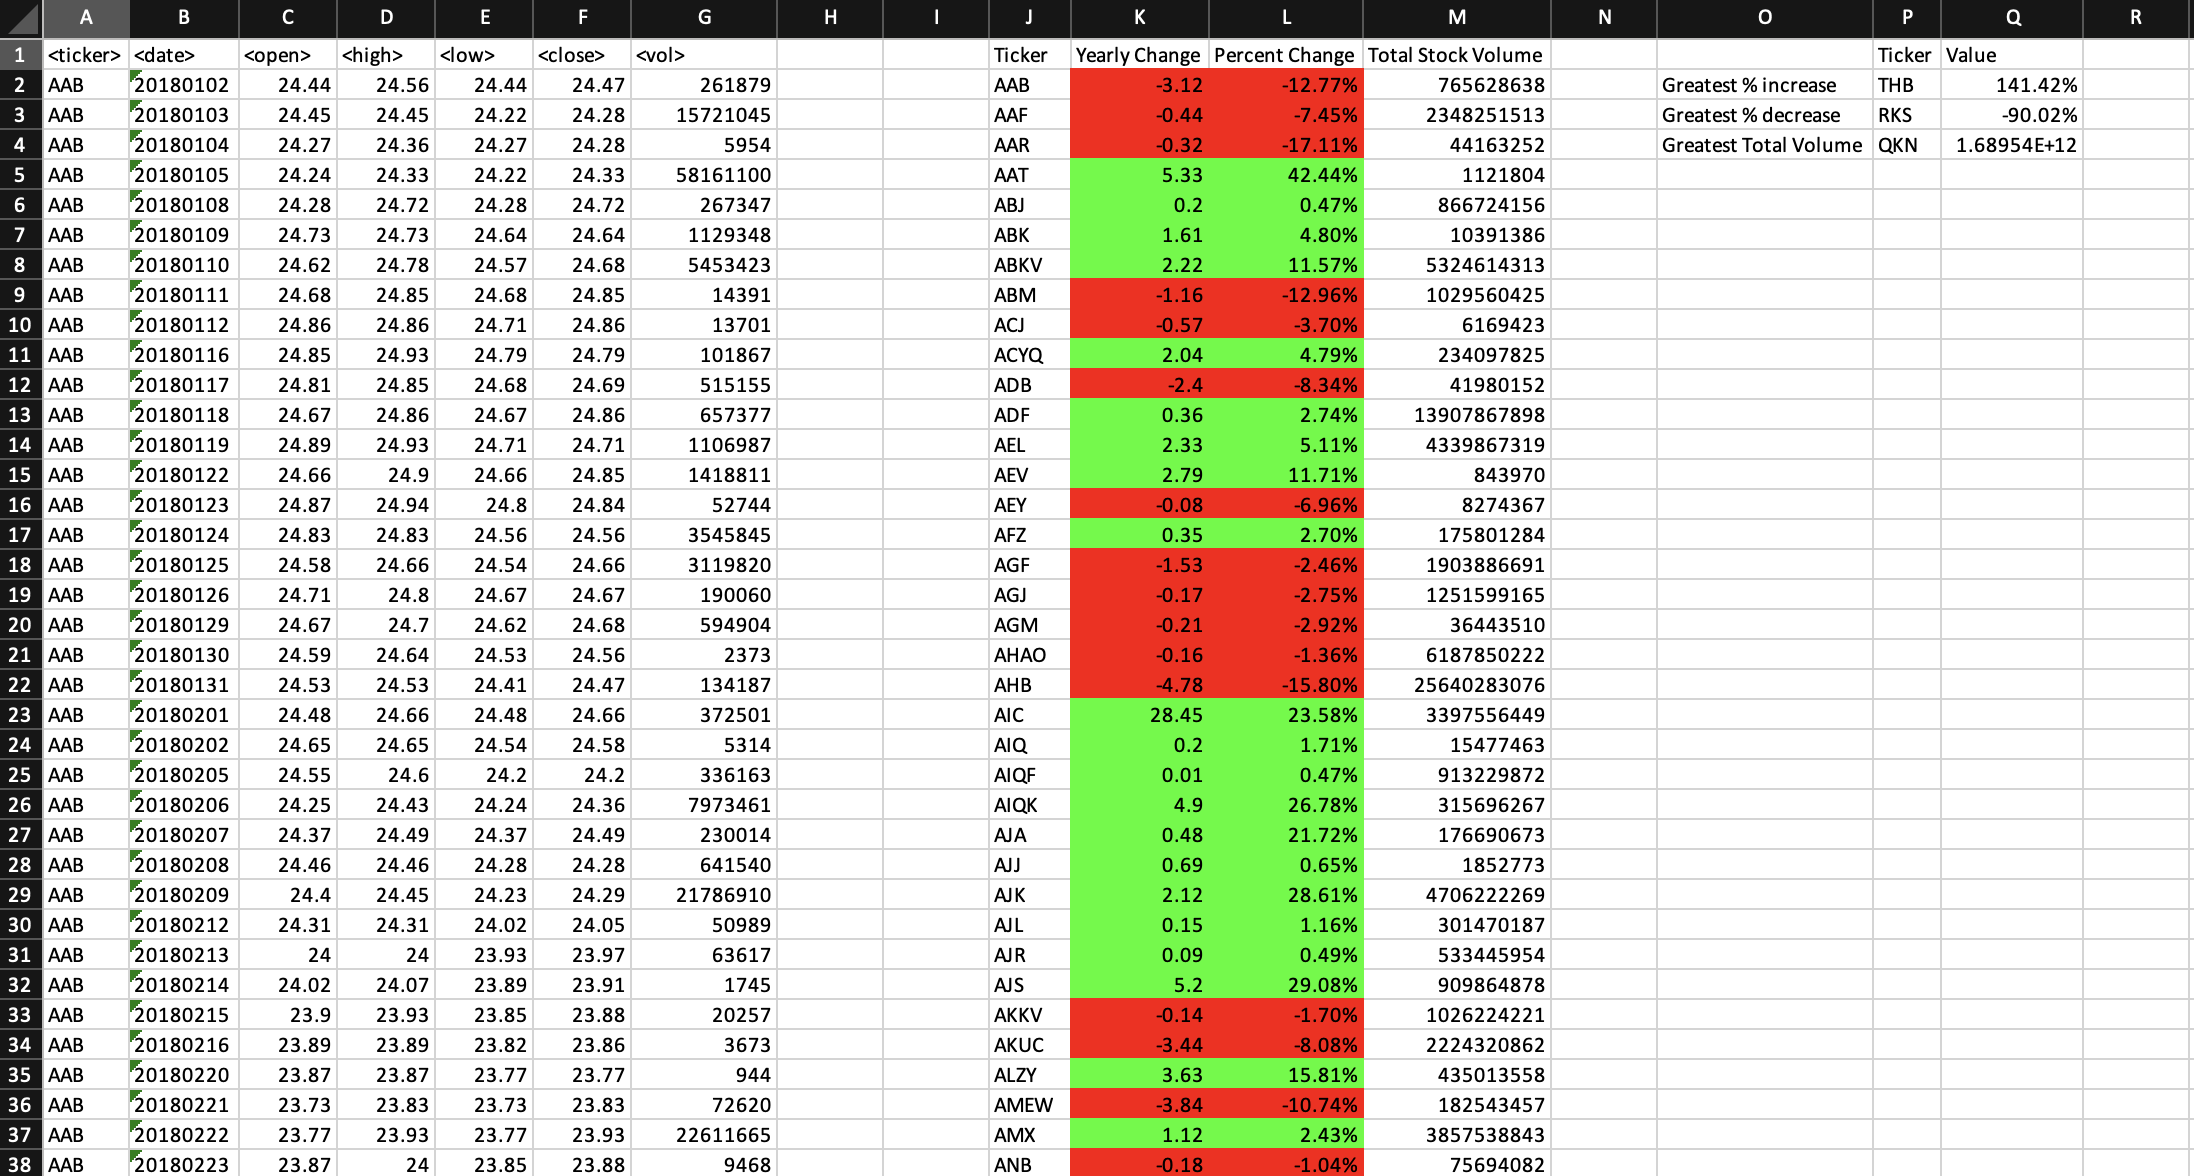 A B C D E F G H I J K L M N O P Q R
1 <ticker> <date> <open> <high> <low> <close> <vol> Ticker Yearly Change Percent Change Total Stock Volume Ticker Value
2 AAB 20180102 24.44 24.56 24.44 24.47 261879 AAB -3.12 -12.77% 765628638 Greatest % increase THB 141.42%
3 AAB 20180103 24.45 24.45 24.22 24.28 15721045 AAF -0.44 -7.45% 2348251513 Greatest % decrease RKS -90.02%
4 AAB 20180104 24.27 24.36 24.27 24.28 5954 AAR -0.32 -17.11% 44163252 Greatest Total Volume QKN 1.68954E+12
5 AAB 20180105 24.24 24.33 24.22 24.33 58161100 AAT 5.33 42.44% 1121804
6 AAB 20180108 24.28 24.72 24.28 24.72 267347 ABJ 0.2 0.47% 866724156
7 AAB 20180109 24.73 24.73 24.64 24.64 1129348 ABK 1.61 4.80% 10391386
8 AAB 20180110 24.62 24.78 24.57 24.68 5453423 ABKV 2.22 11.57% 5324614313
9 AAB 20180111 24.68 24.85 24.68 24.85 14391 ABM -1.16 -12.96% 1029560425
10 AAB 20180112 24.86 24.86 24.71 24.86 13701 ACJ -0.57 -3.70% 6169423
11 AAB 20180116 24.85 24.93 24.79 24.79 101867 ACYQ 2.04 4.79% 234097825
12 AAB 20180117 24.81 24.85 24.68 24.69 515155 ADB -2.4 -8.34% 41980152
13 AAB 20180118 24.67 24.86 24.67 24.86 657377 ADF 0.36 2.74% 13907867898
14 AAB 20180119 24.89 24.93 24.71 24.71 1106987 AEL 2.33 5.11% 4339867319
15 AAB 20180122 24.66 24.9 24.66 24.85 1418811 AEV 2.79 11.71% 843970
16 AAB 20180123 24.87 24.94 24.8 24.84 52744 AEY -0.08 -6.96% 8274367
17 AAB 20180124 24.83 24.83 24.56 24.56 3545845 AFZ 0.35 2.70% 175801284
18 AAB 20180125 24.58 24.66 24.54 24.66 3119820 AGF -1.53 -2.46% 1903886691
19 AAB 20180126 24.71 24.8 24.67 24.67 190060 AGJ -0.17 -2.75% 1251599165
20 AAB 20180129 24.67 24.7 24.62 24.68 594904 AGM -0.21 -2.92% 36443510
21 AAB 20180130 24.59 24.64 24.53 24.56 2373 AHAO -0.16 -1.36% 6187850222
22 AAB 20180131 24.53 24.53 24.41 24.47 134187 AHB -4.78 -15.80% 25640283076
23 AAB 20180201 24.48 24.66 24.48 24.66 372501 AIC 28.45 23.58% 3397556449
24 AAB 20180202 24.65 24.65 24.54 24.58 5314 AIQ 0.2 1.71% 15477463
25 AAB 20180205 24.55 24.6 24.2 24.2 336163 AIQF 0.01 0.47% 913229872
26 AAB 20180206 24.25 24.43 24.24 24.36 7973461 AIQK 4.9 26.78% 315696267
27 AAB 20180207 24.37 24.49 24.37 24.49 230014 AJA 0.48 21.72% 176690673
28 AAB 20180208 24.46 24.46 24.28 24.28 641540 AJJ 0.69 0.65% 1852773
29 AAB 20180209 24.4 24.45 24.23 24.29 21786910 AJK 2.12 28.61% 4706222269
30 AAB 20180212 24.31 24.31 24.02 24.05 50989 AJL 0.15 1.16% 301470187
31 AAB 20180213 24 24 23.93 23.97 63617 AJR 0.09 0.49% 533445954
32 AAB 20180214 24.02 24.07 23.89 23.91 1745 AJS 5.2 29.08% 909864878
33 AAB 20180215 23.9 23.93 23.85 23.88 20257 AKKV -0.14 -1.70% 1026224221
34 AAB 20180216 23.89 23.89 23.82 23.86 3673 AKUC -3.44 -8.08% 2224320862
35 AAB 20180220 23.87 23.87 23.77 23.77 944 ALZY 3.63 15.81% 435013558
36 AAB 20180221 23.73 23.83 23.73 23.83 72620 AMEW -3.84 -10.74% 182543457
37 AAB 20180222 23.77 23.93 23.77 23.93 22611665 AMX 1.12 2.43% 3857538843
38 AAB 20180223 23.87 24 23.85 23.88 9468 ANB -0.18 -1.04% 75694082